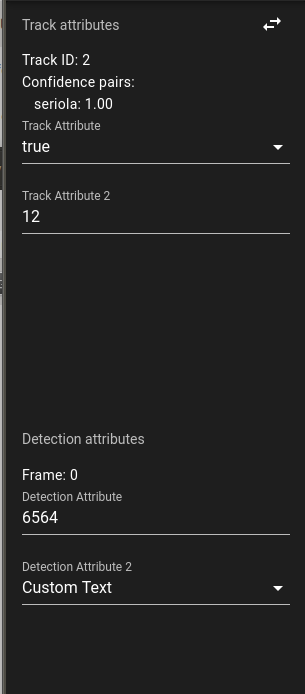 Track attributes
Track ID: 2
Confidence pairs:
seriola: 1.00
Track Attribute
true
Track Attribute 2
12
Detection attributes
Frame: 0
Detection Attribute
6564
Detection Attribute 2
Custom Text